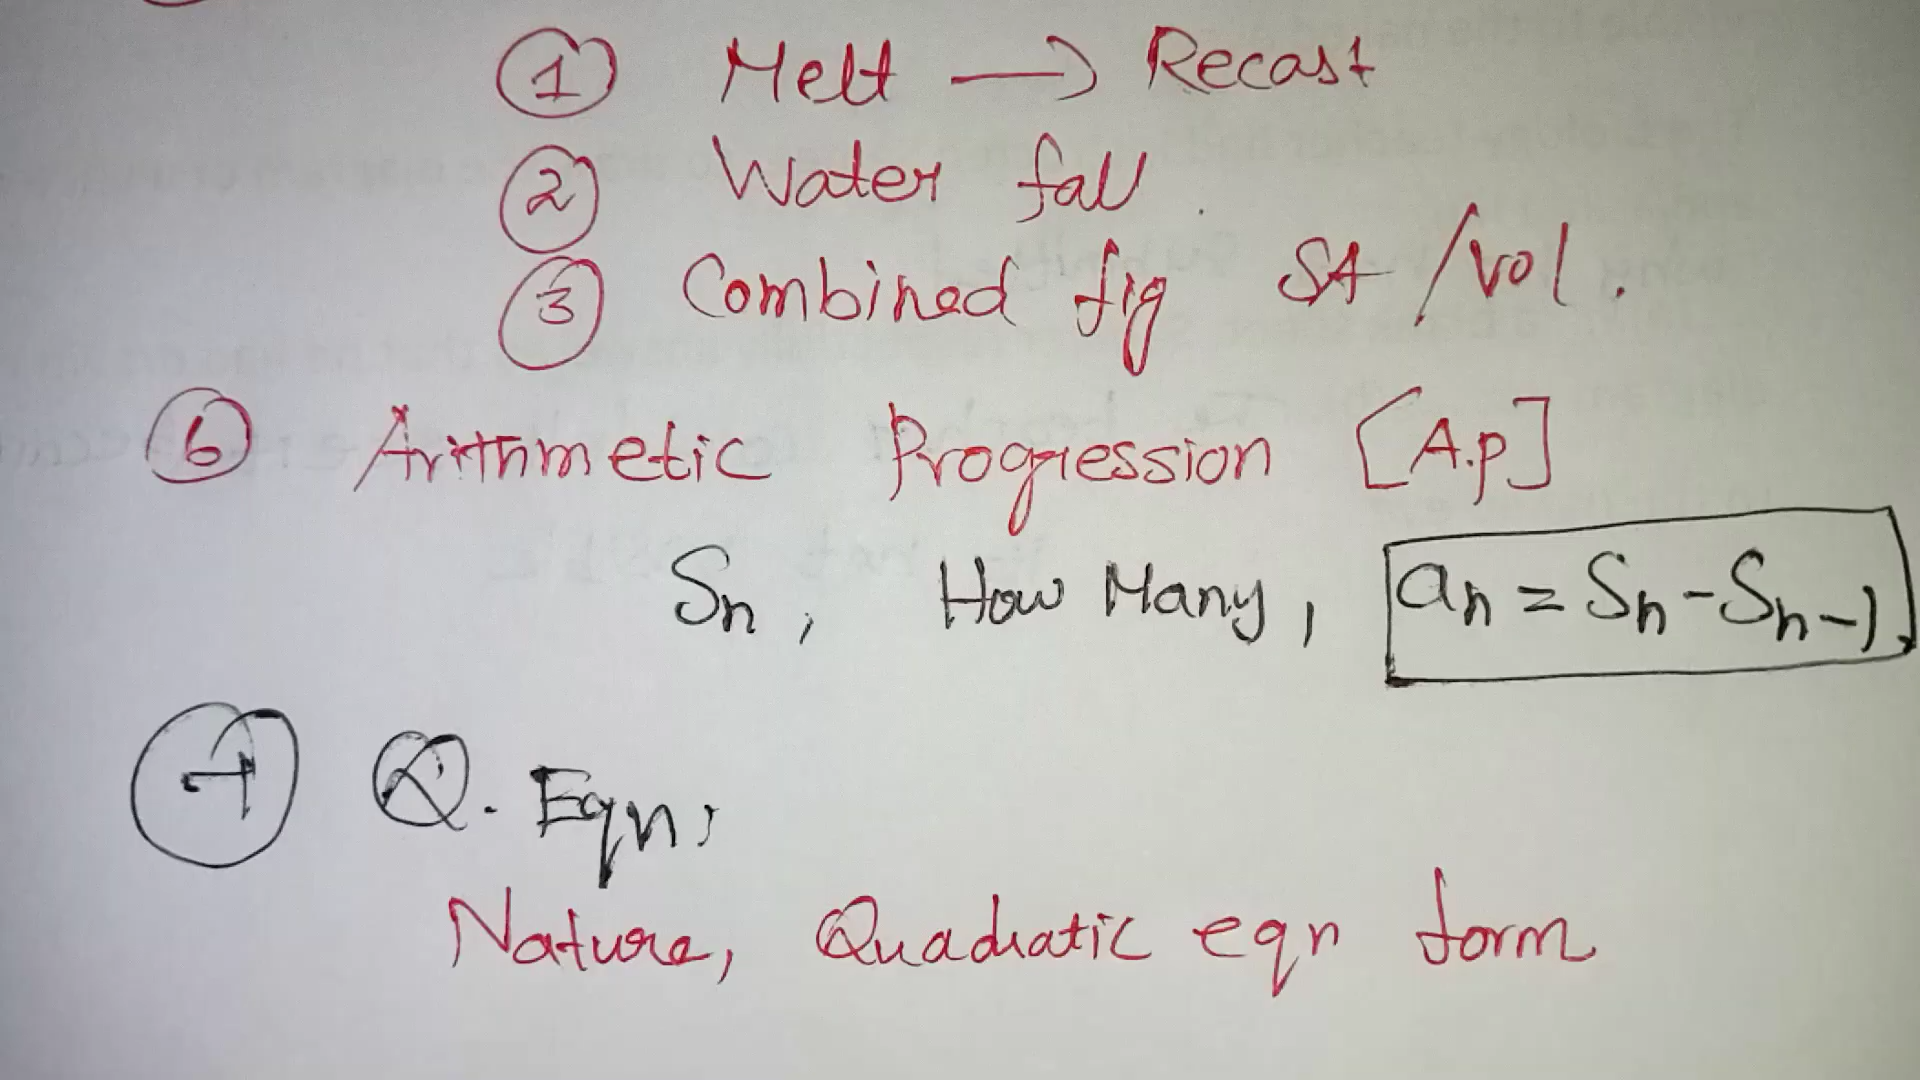 ① Melt → Recast
② Water fall
③ Combined fig SA/Vol.
⑥ Arithmetic Progression [A.p]
Sn, How Many, an = Sn-Sn-1
⑦ Q. Eqn,
Nature, Quadratic eqn form